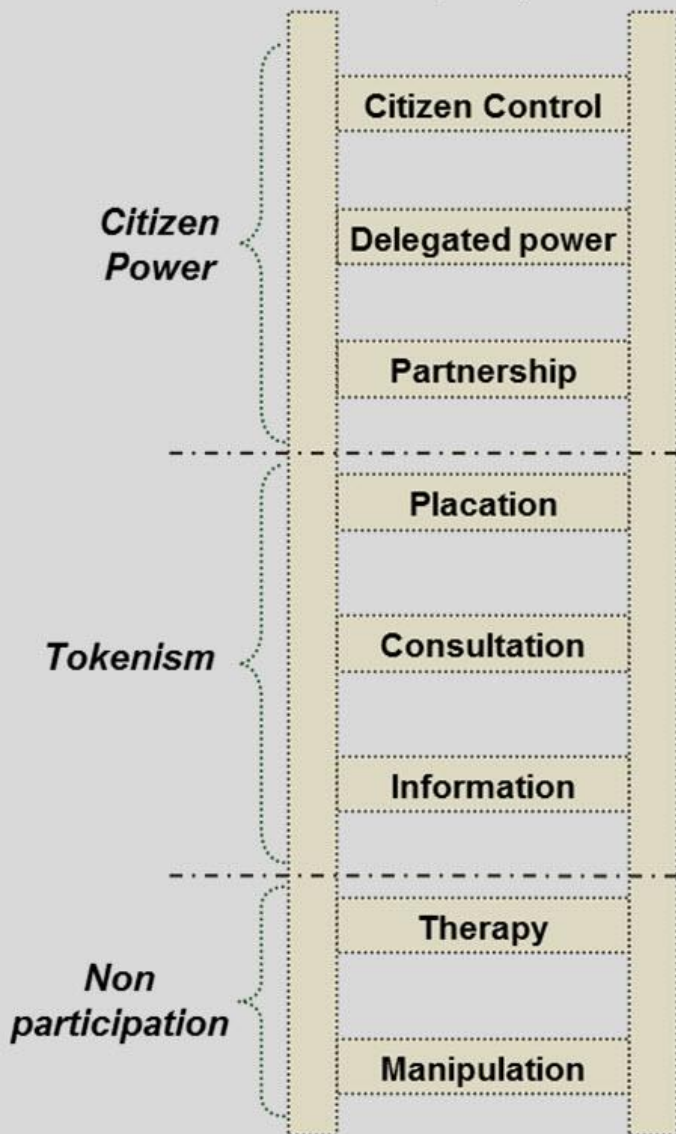 Citizen Control
Citizen
Power
Delegated power
Partnership
Placation
Tokenism
Consultation
Information
Therapy
Non
participation
Manipulation